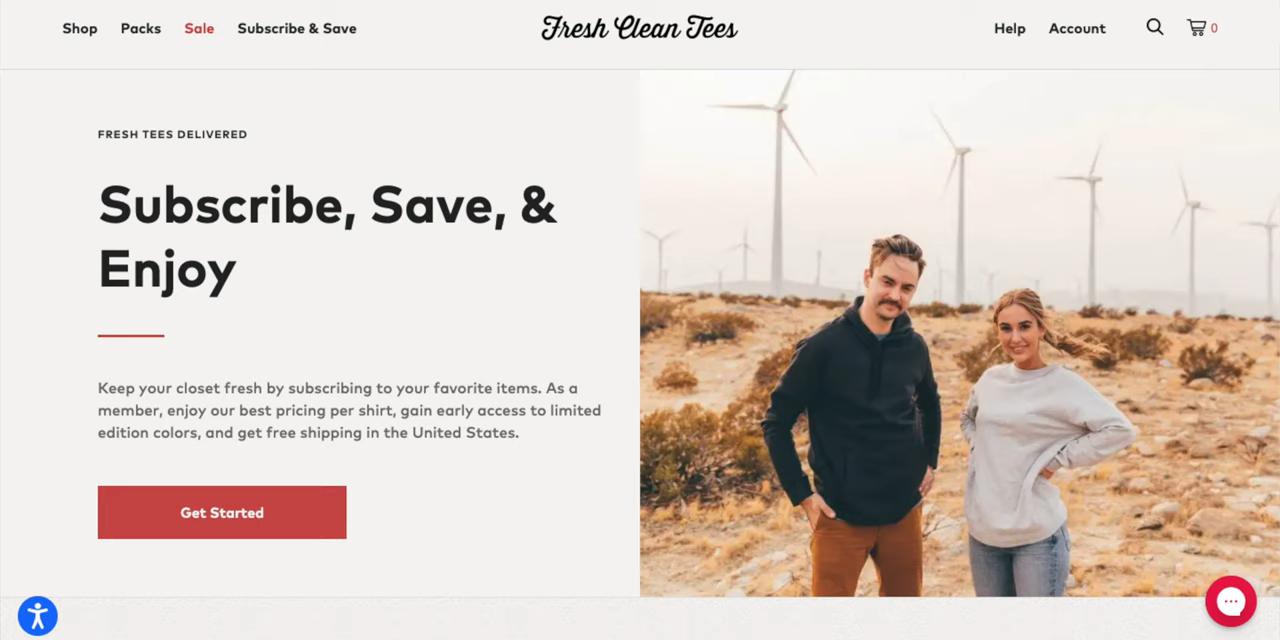 Shop Packs Sale Subscribe & Save Fresh Clean Tees Help Account 0
FRESH TEES DELIVERED
Subscribe, Save, &
Enjoy
Keep your closet fresh by subscribing to your favorite items. As a
member, enjoy our best pricing per shirt, gain early access to limited
edition colors, and get free shipping in the United States.
Get Started